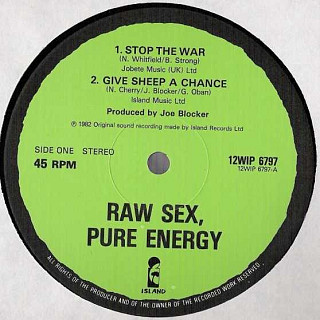 1. STOP THE WAR
(N. Whitfield/B. Strong)
Jobete Music (UK) Ltd
2. GIVE SHEEP A CHANCE
(N. Cherry/J. Blocker/G. Oban)
Island Music Ltd
Produced by Joe Blocker
℗ 1982 Original sound recording made by Island Records Ltd
SIDE ONE STEREO
45 RPM
12WIP 6797
12WIP 6797-A
RAW SEX,
PURE ENERGY
ISLAND
ALL RIGHTS OF THE PRODUCER AND OF THE OWNER OF THE RECORDED WORK RESERVED.